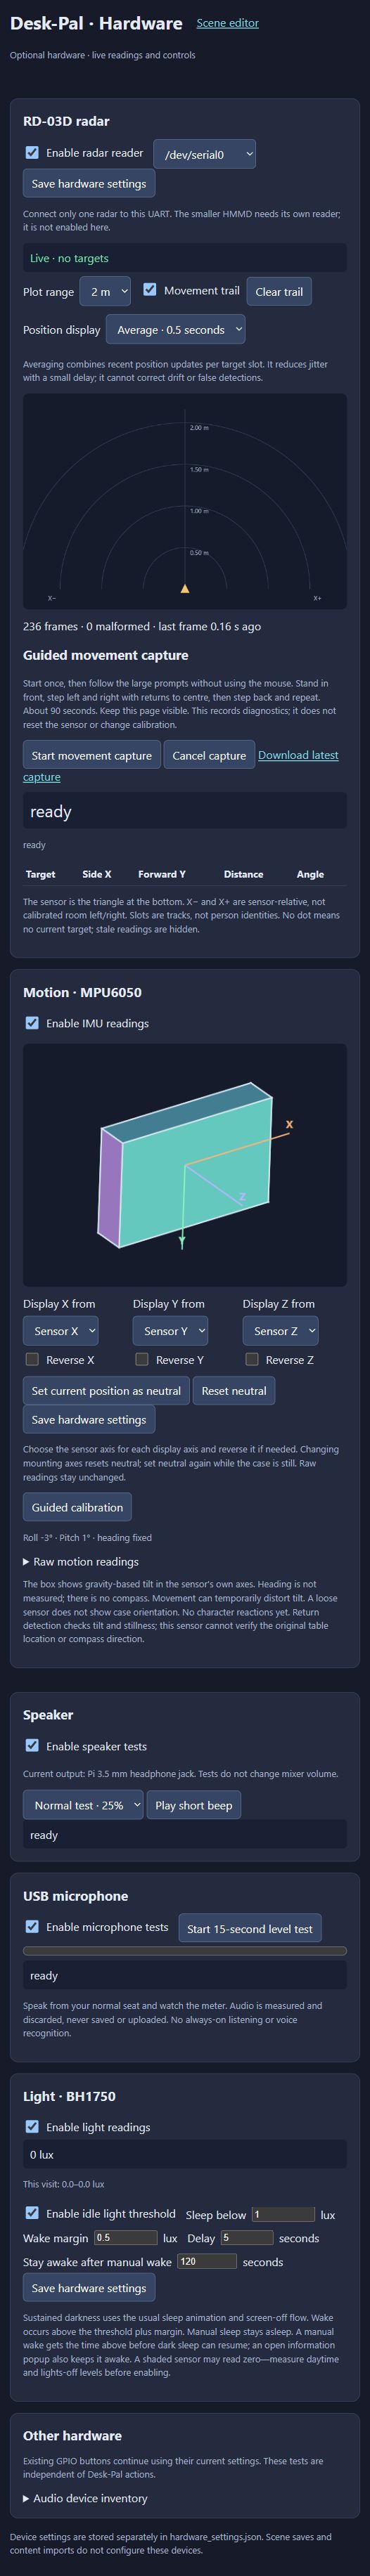 Desk-Pal · Hardware Scene editor
Optional hardware · live readings and controls
RD-03D radar
Enable radar reader /dev/serial0
Save hardware settings
Connect only one radar to this UART. The smaller HMMD needs its own reader;
it is not enabled here.
Live · no targets
Plot range 2 m Movement trail Clear trail
Position display Average · 0.5 seconds
Averaging combines recent position updates per target slot. It reduces jitter
with a small delay; it cannot correct drift or false detections.
2.00 m
1.50 m
1.00 m
0.50 m
X− X+
236 frames · 0 malformed · last frame 0.16 s ago
Guided movement capture
Start once, then follow the large prompts without using the mouse. Stand in
front, step left and right with returns to centre, then step back and repeat.
About 90 seconds. Keep this page visible. This records diagnostics; it does not
reset the sensor or change calibration.
Start movement capture Cancel capture Download latest
capture
ready
ready
Target Side X Forward Y Distance Angle
The sensor is the triangle at the bottom. X− and X+ are sensor-relative, not
calibrated room left/right. Slots are tracks, not person identities. No dot means
no current target; stale readings are hidden.
Motion · MPU6050
Enable IMU readings
X
Z
Y
Display X from Display Y from Display Z from
Sensor X Sensor Y Sensor Z
Reverse X Reverse Y Reverse Z
Set current position as neutral Reset neutral
Save hardware settings
Choose the sensor axis for each display axis and reverse it if needed. Changing
mounting axes resets neutral; set neutral again while the case is still. Raw
readings stay unchanged.
Guided calibration
Roll -3° · Pitch 1° · heading fixed
Raw motion readings
The box shows gravity-based tilt in the sensor's own axes. Heading is not
measured; there is no compass. Movement can temporarily distort tilt. A loose
sensor does not show case orientation. No character reactions yet. Return
detection checks tilt and stillness; this sensor cannot verify the original table
location or compass direction.
Speaker
Enable speaker tests
Current output: Pi 3.5 mm headphone jack. Tests do not change mixer volume.
Normal test · 25% Play short beep
ready
USB microphone
Enable microphone tests Start 15-second level test
ready
Speak from your normal seat and watch the meter. Audio is measured and
discarded, never saved or uploaded. No always-on listening or voice
recognition.
Light · BH1750
Enable light readings
0 lux
This visit: 0.0–0.0 lux
Enable idle light threshold Sleep below 1 lux
Wake margin 0.5 lux Delay 5 seconds
Stay awake after manual wake 120 seconds
Save hardware settings
Sustained darkness uses the usual sleep animation and screen-off flow. Wake
occurs above the threshold plus margin. Manual sleep stays asleep. A manual
wake gets the time above before dark sleep can resume; an open information
popup also keeps it awake. A shaded sensor may read zero—measure daytime
and lights-off levels before enabling.
Other hardware
Existing GPIO buttons continue using their current settings. These tests are
independent of Desk-Pal actions.
Audio device inventory
Device settings are stored separately in hardware_settings.json. Scene saves and
content imports do not configure these devices.